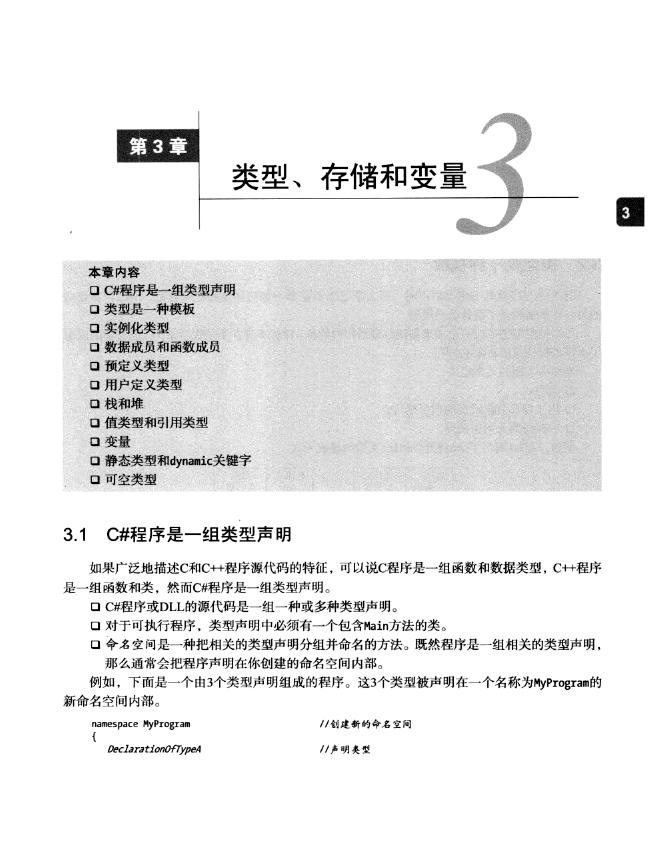 第3章
类型、存储和变量
3
3
本章内容
❑ C#程序是一组类型声明
❑ 类型是一种模板
❑ 实例化类型
❑ 数据成员和函数成员
❑ 预定义类型
❑ 用户定义类型
❑ 栈和堆
❑ 值类型和引用类型
❑ 变量
❑ 静态类型和dynamic关键字
❑ 可空类型
3.1 C#程序是一组类型声明
如果广泛地描述C和C++程序源代码的特征，可以说C程序是一组函数和数据类型，C++程序
是一组函数和类，然而C#程序是一组类型声明。
❑ C#程序或DLL的源代码是一组一种或多种类型声明。
❑ 对于可执行程序，类型声明中必须有一个包含Main方法的类。
❑ 命名空间是一种把相关的类型声明分组并命名的方法。既然程序是一组相关的类型声明，
那么通常会把程序声明在你创建的命名空间内部。
例如，下面是一个由3个类型声明组成的程序。这3个类型被声明在一个名称为MyProgram的
新命名空间内部。
namespace MyProgram //创建新的命名空间
{
DeclarationOfTypeA //声明类型